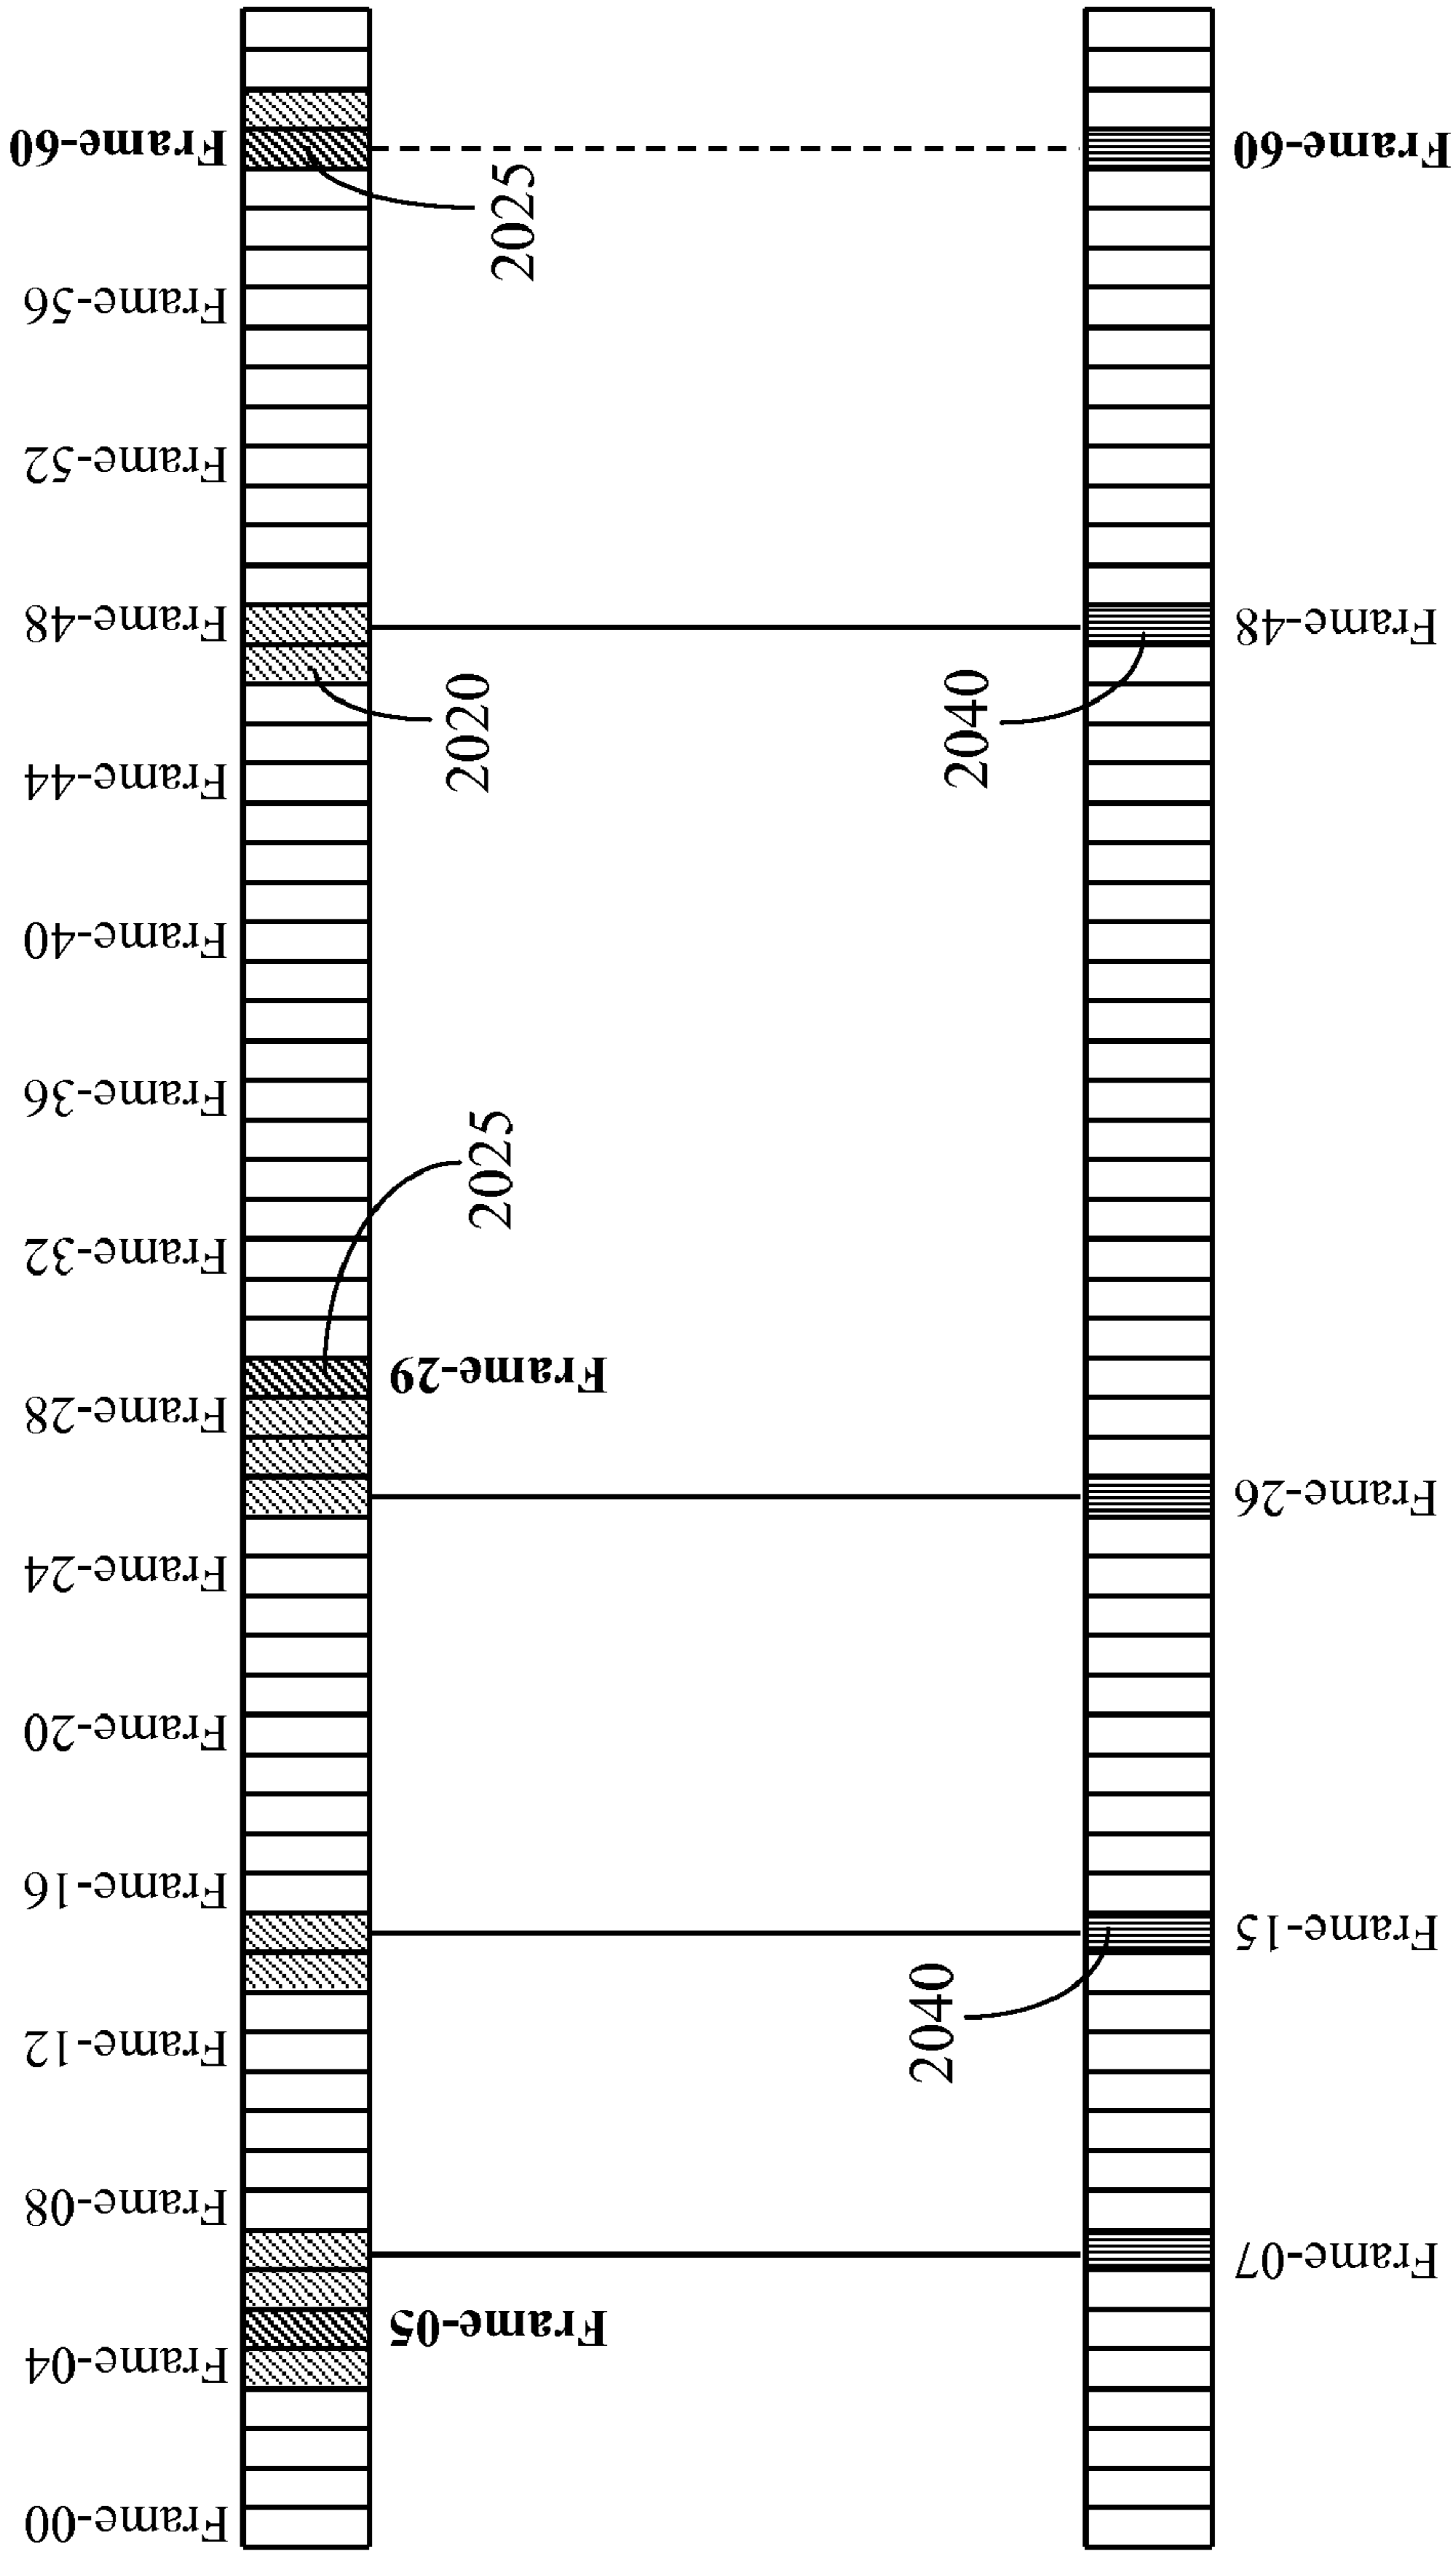 Frame-60
Frame-56
Frame-52
Frame-48
Frame-44
Frame-40
Frame-36
Frame-32
Frame-28
Frame-24
Frame-20
Frame-16
Frame-12
Frame-08
Frame-04
Frame-00
2025
2020
2025
Frame-29
Frame-05
2040
2040
Frame-60
Frame-48
Frame-26
Frame-15
Frame-07